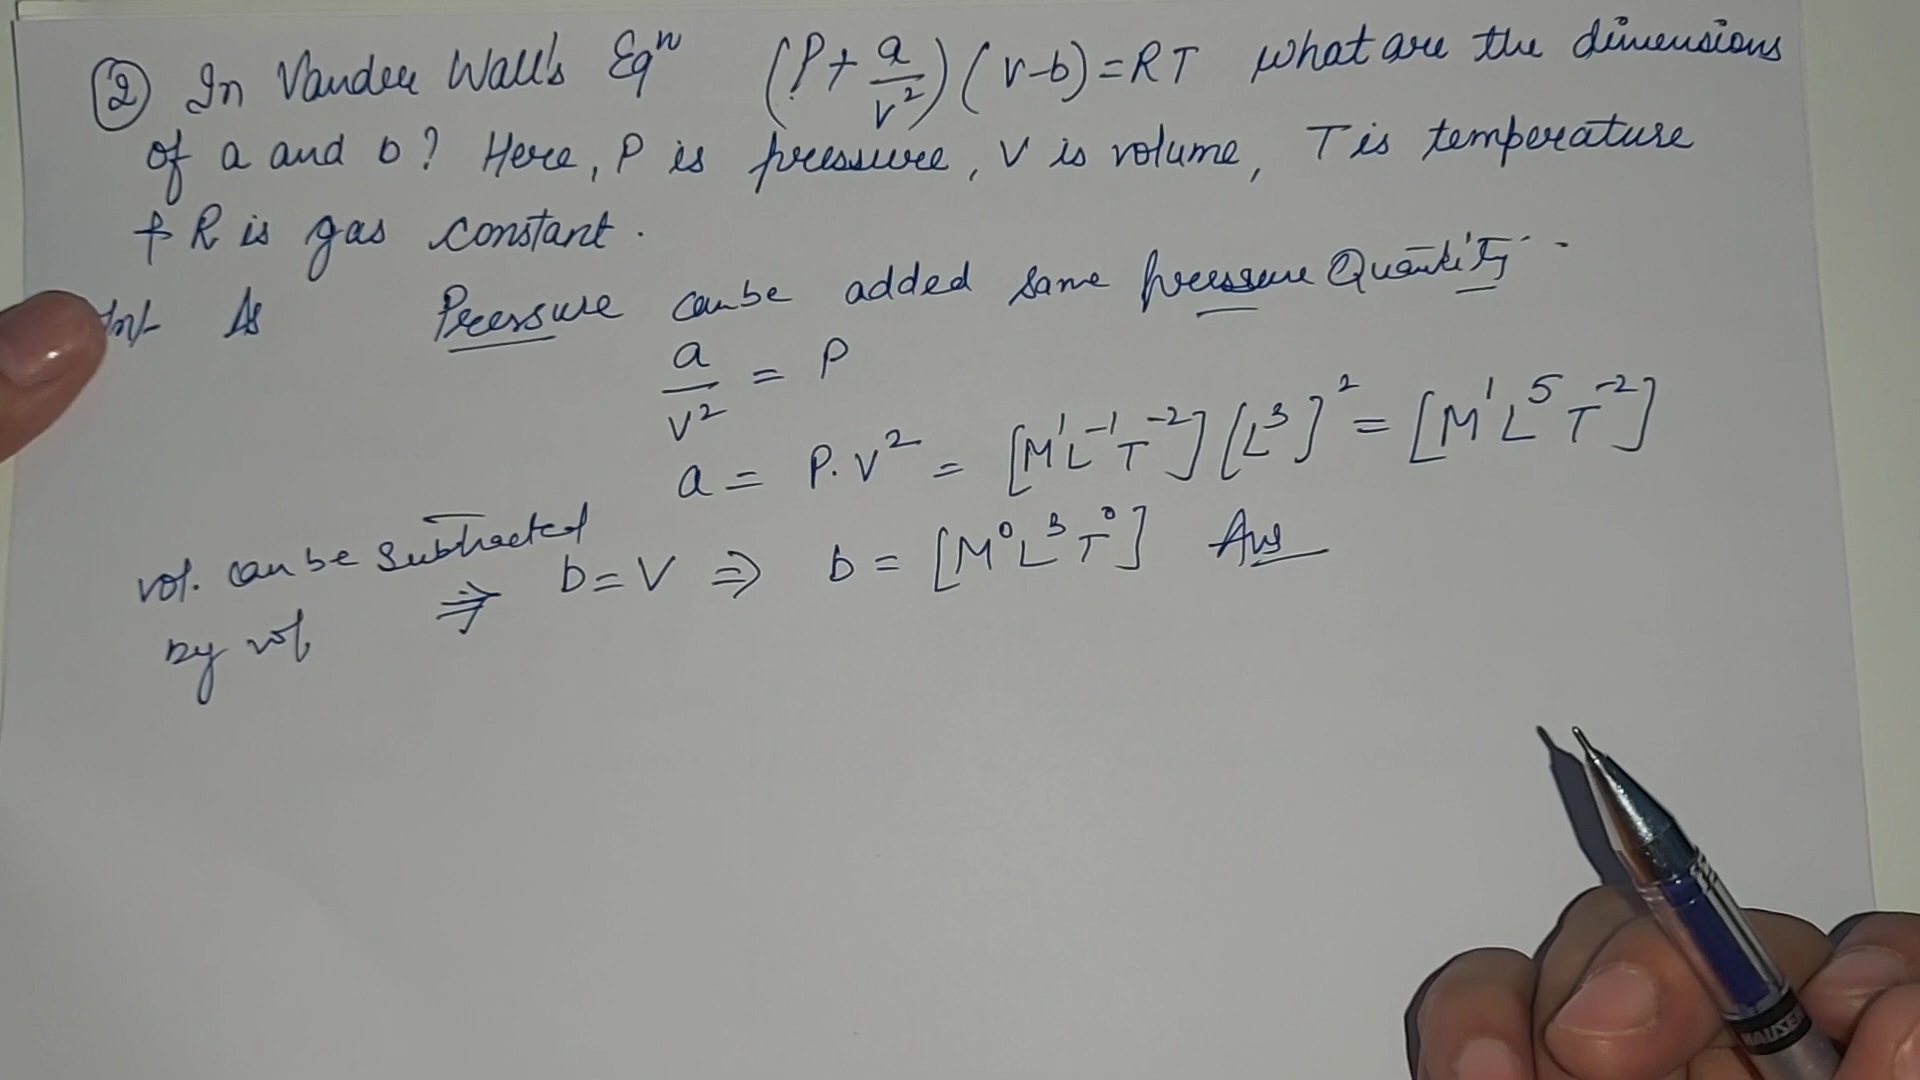 ② In Vander Wall's Eqⁿ (P + a/v²)(v-b) = RT what are the dimensions
of a and b? Here, P is pressure, V is volume, T is temperature
& R is gas constant.
As Pressure can be added same pressure Quantity
a/v² = P
a = P.v² = [M¹L⁻¹T⁻²][L³]² = [M¹L⁵T⁻²]
vol. can be subtracted
by vol ⇒ b = V ⇒ b = [M⁰L³T⁰] Ans
HAUSER